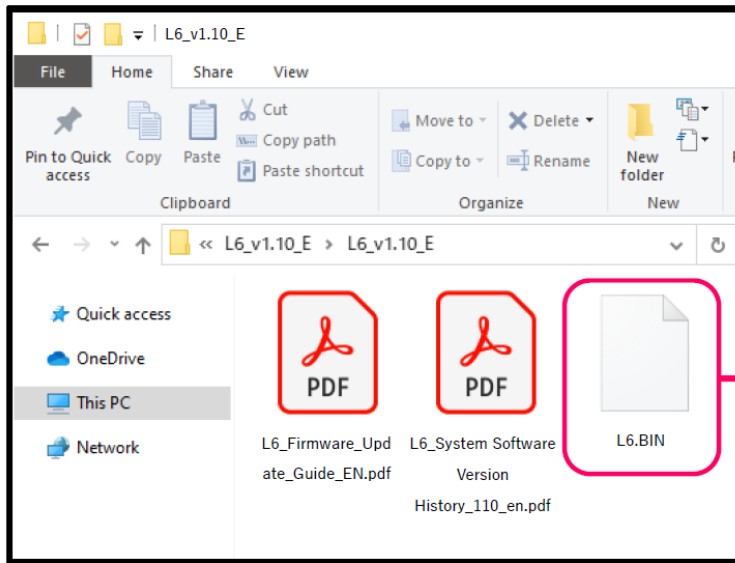 L6_v1.10_E
File Home Share View
Pin to Quick access
Copy
Paste
Cut
Copy path
Paste shortcut
Clipboard
Move to
Copy to
Delete
Rename
Organize
New folder
New
L6_v1.10_E > L6_v1.10_E
Quick access
OneDrive
This PC
Network
PDF
L6_Firmware_Upd
ate_Guide_EN.pdf
PDF
L6_System Software
Version
History_110_en.pdf
L6.BIN